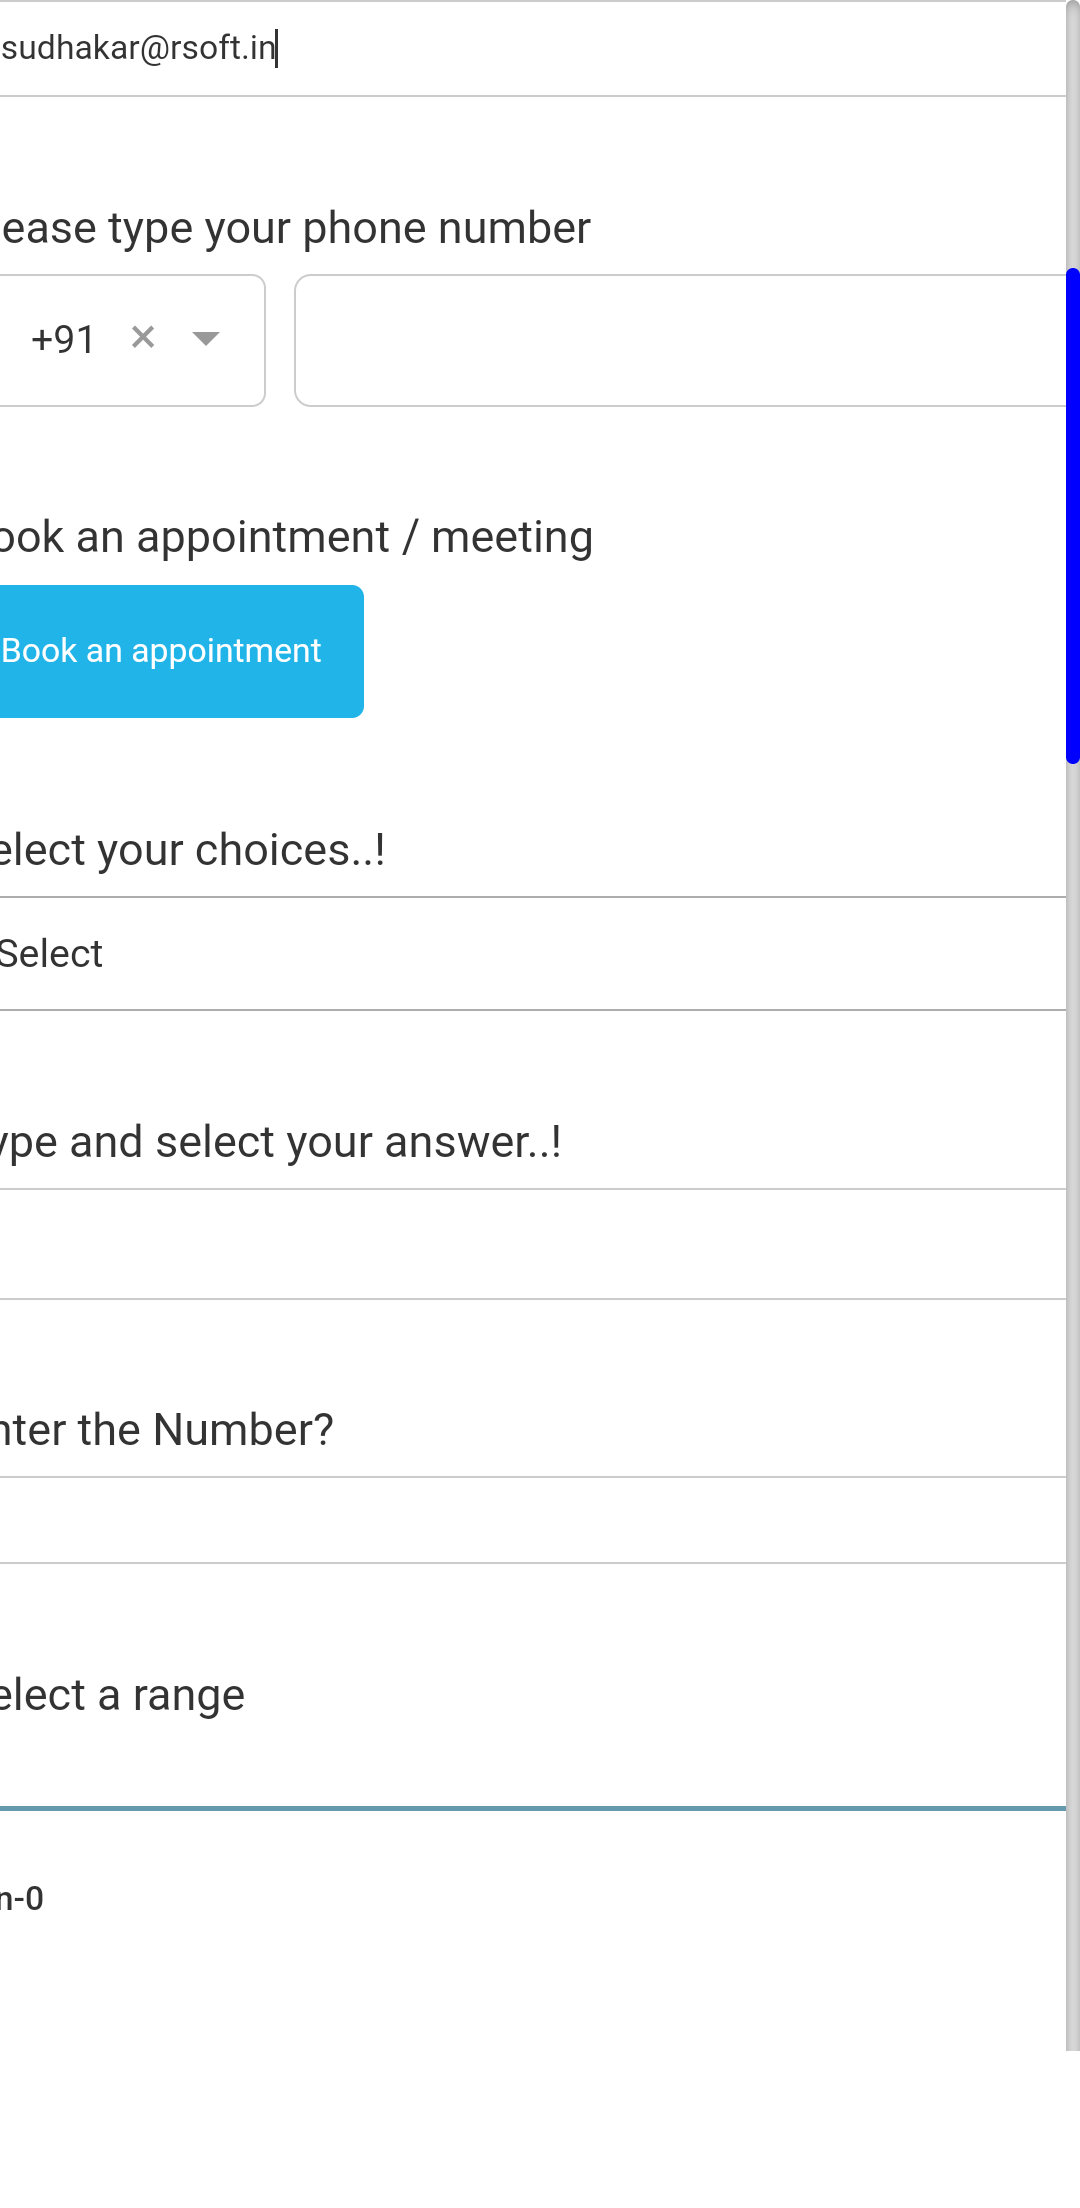 sudhakar@rsoft.in
ease type your phone number
+91
ook an appointment / meeting
Book an appointment
elect your choices..!
Select
ype and select your answer..!
nter the Number?
elect a range
n-0